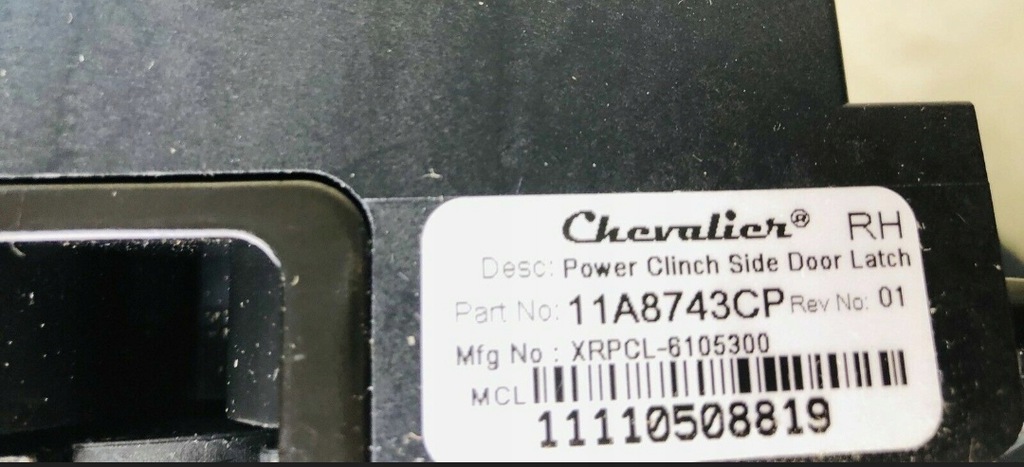 Chevalier® RH
Desc: Power Clinch Side Door Latch
Part No: 11A8743CP Rev No: 01
Mfg No : XRPCL-6105300
MCL
11110508819